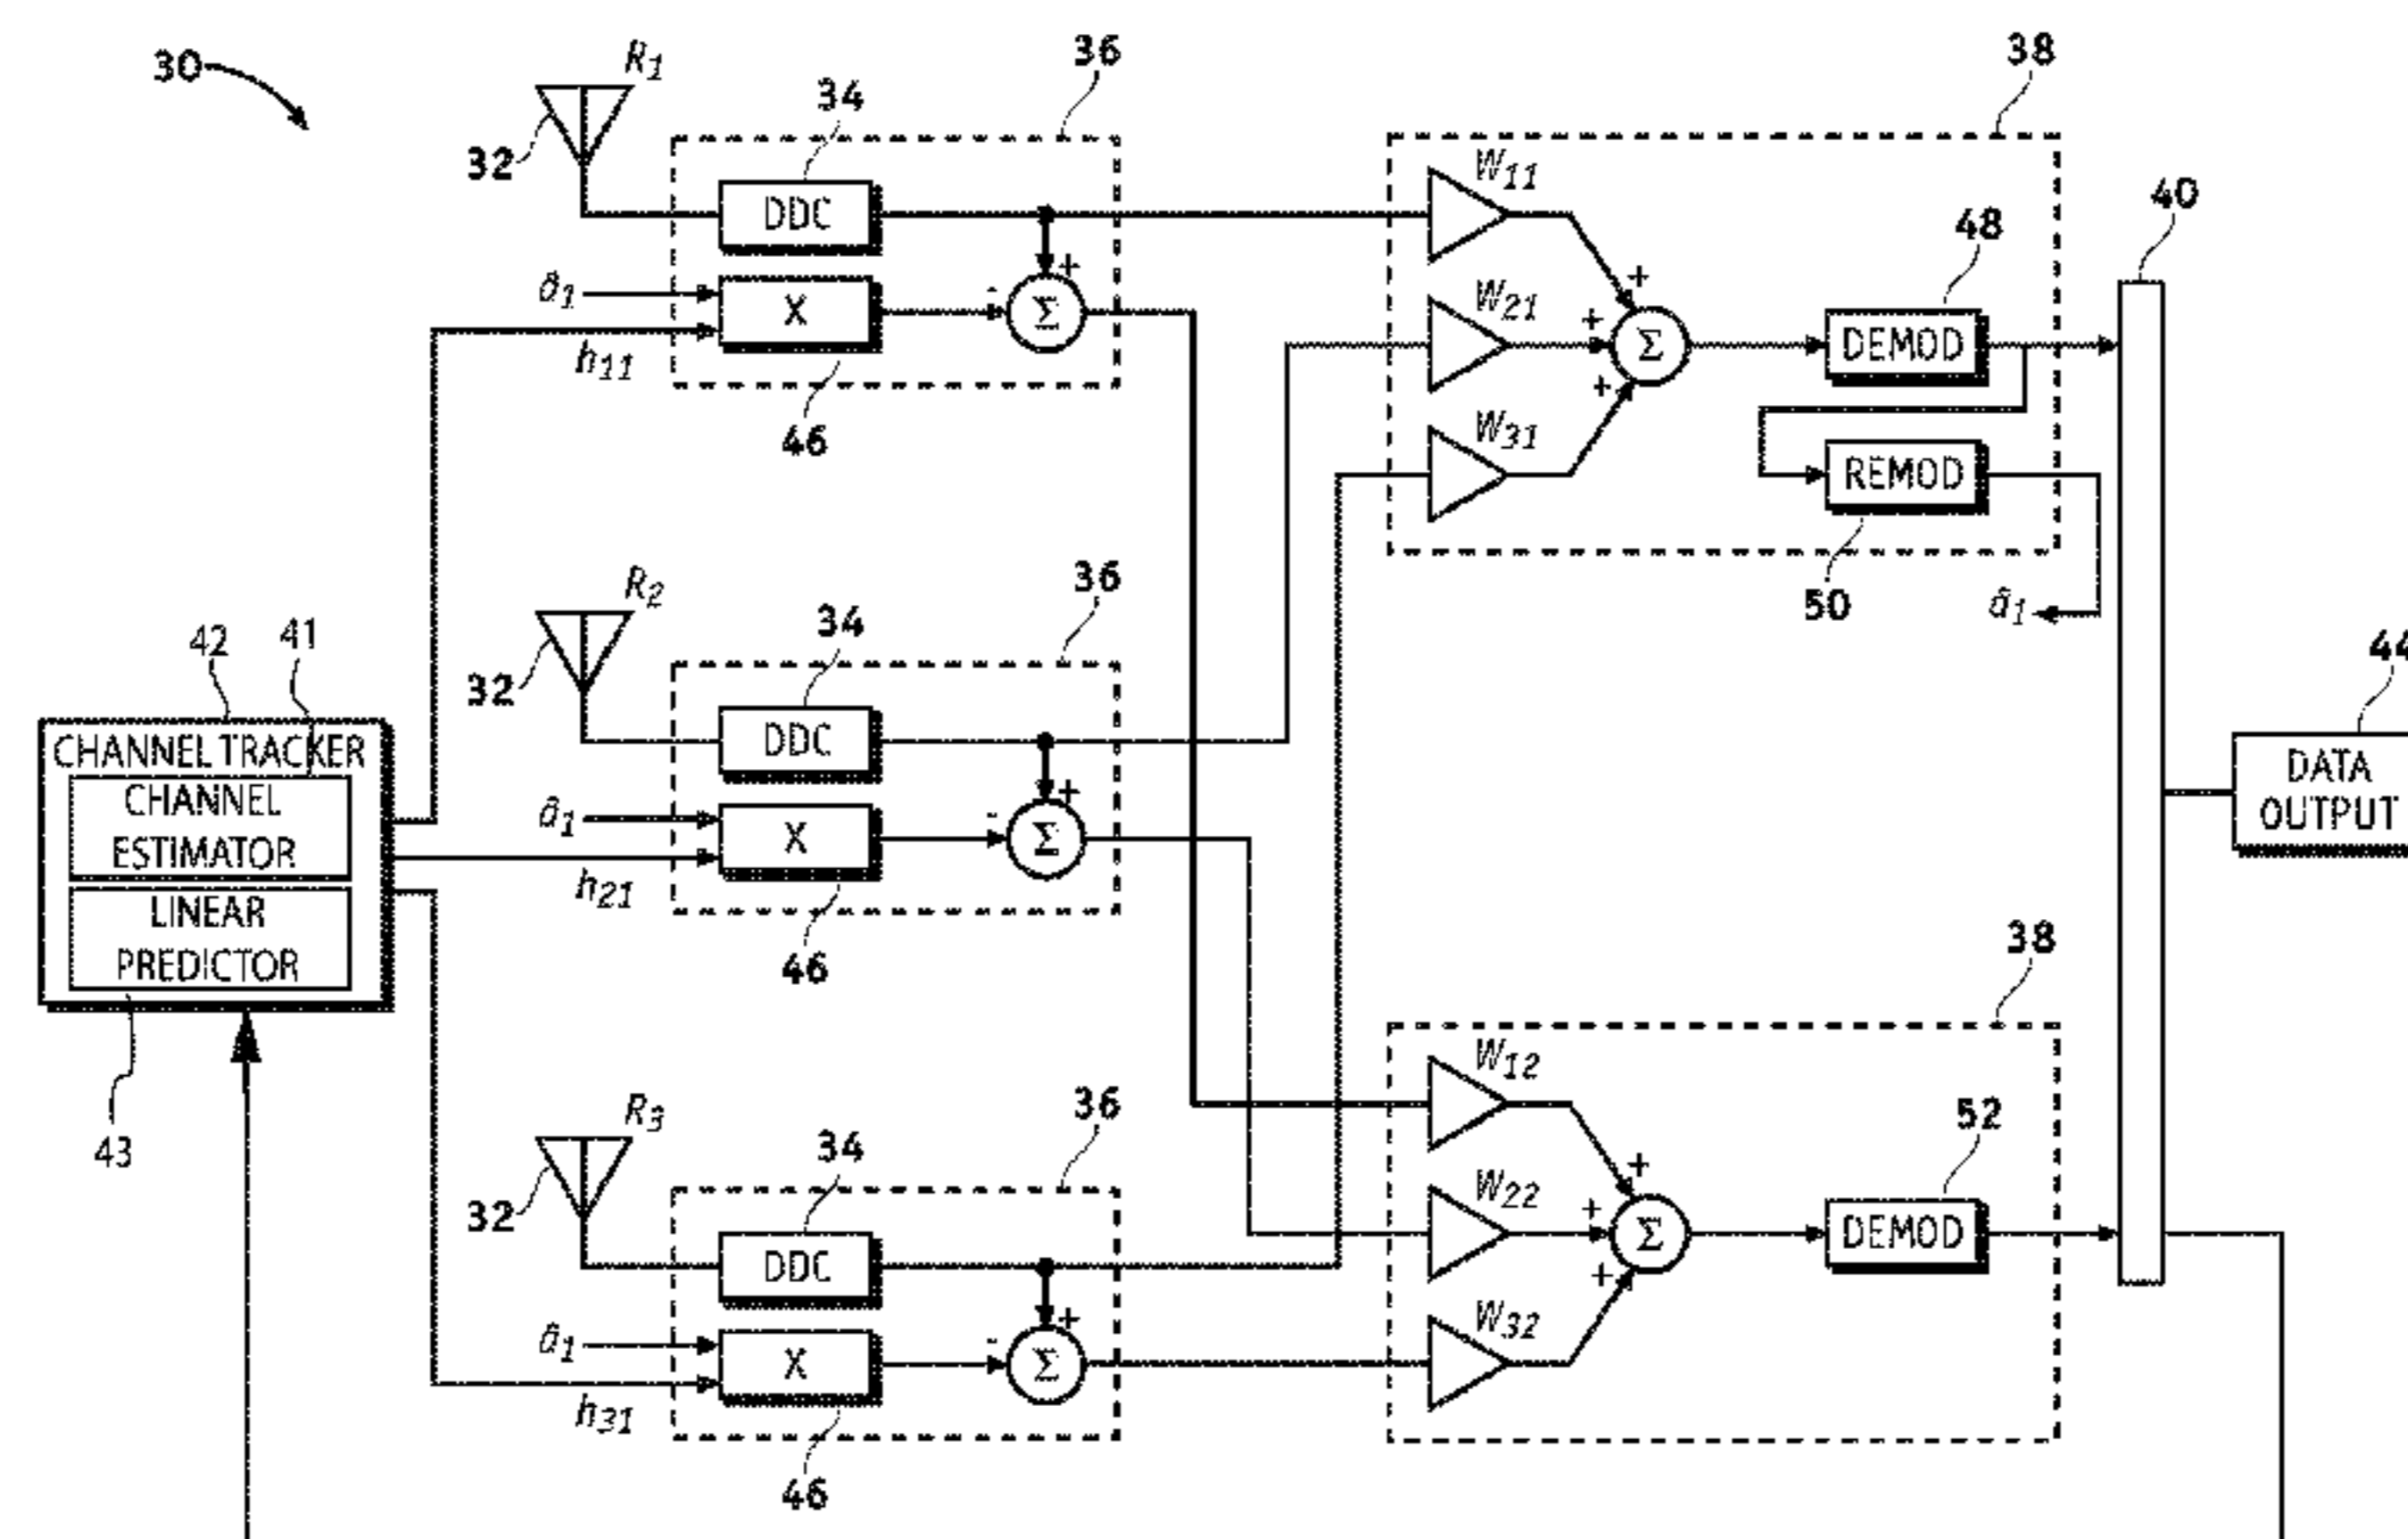 30
R1
32
34
36
DDC
+
â1
X
-
Σ
h11
46
38
W11
W21
W31
+
+
+
Σ
48
DEMOD
REMOD
50
â1
40
R2
32
34
36
DDC
+
â1
X
-
Σ
h21
46
42
41
CHANNEL TRACKER
CHANNEL
ESTIMATOR
LINEAR
PREDICTOR
43
44
DATA
OUTPUT
R3
32
34
36
DDC
+
â1
X
-
Σ
h31
46
38
W12
W22
W32
+
+
+
Σ
52
DEMOD